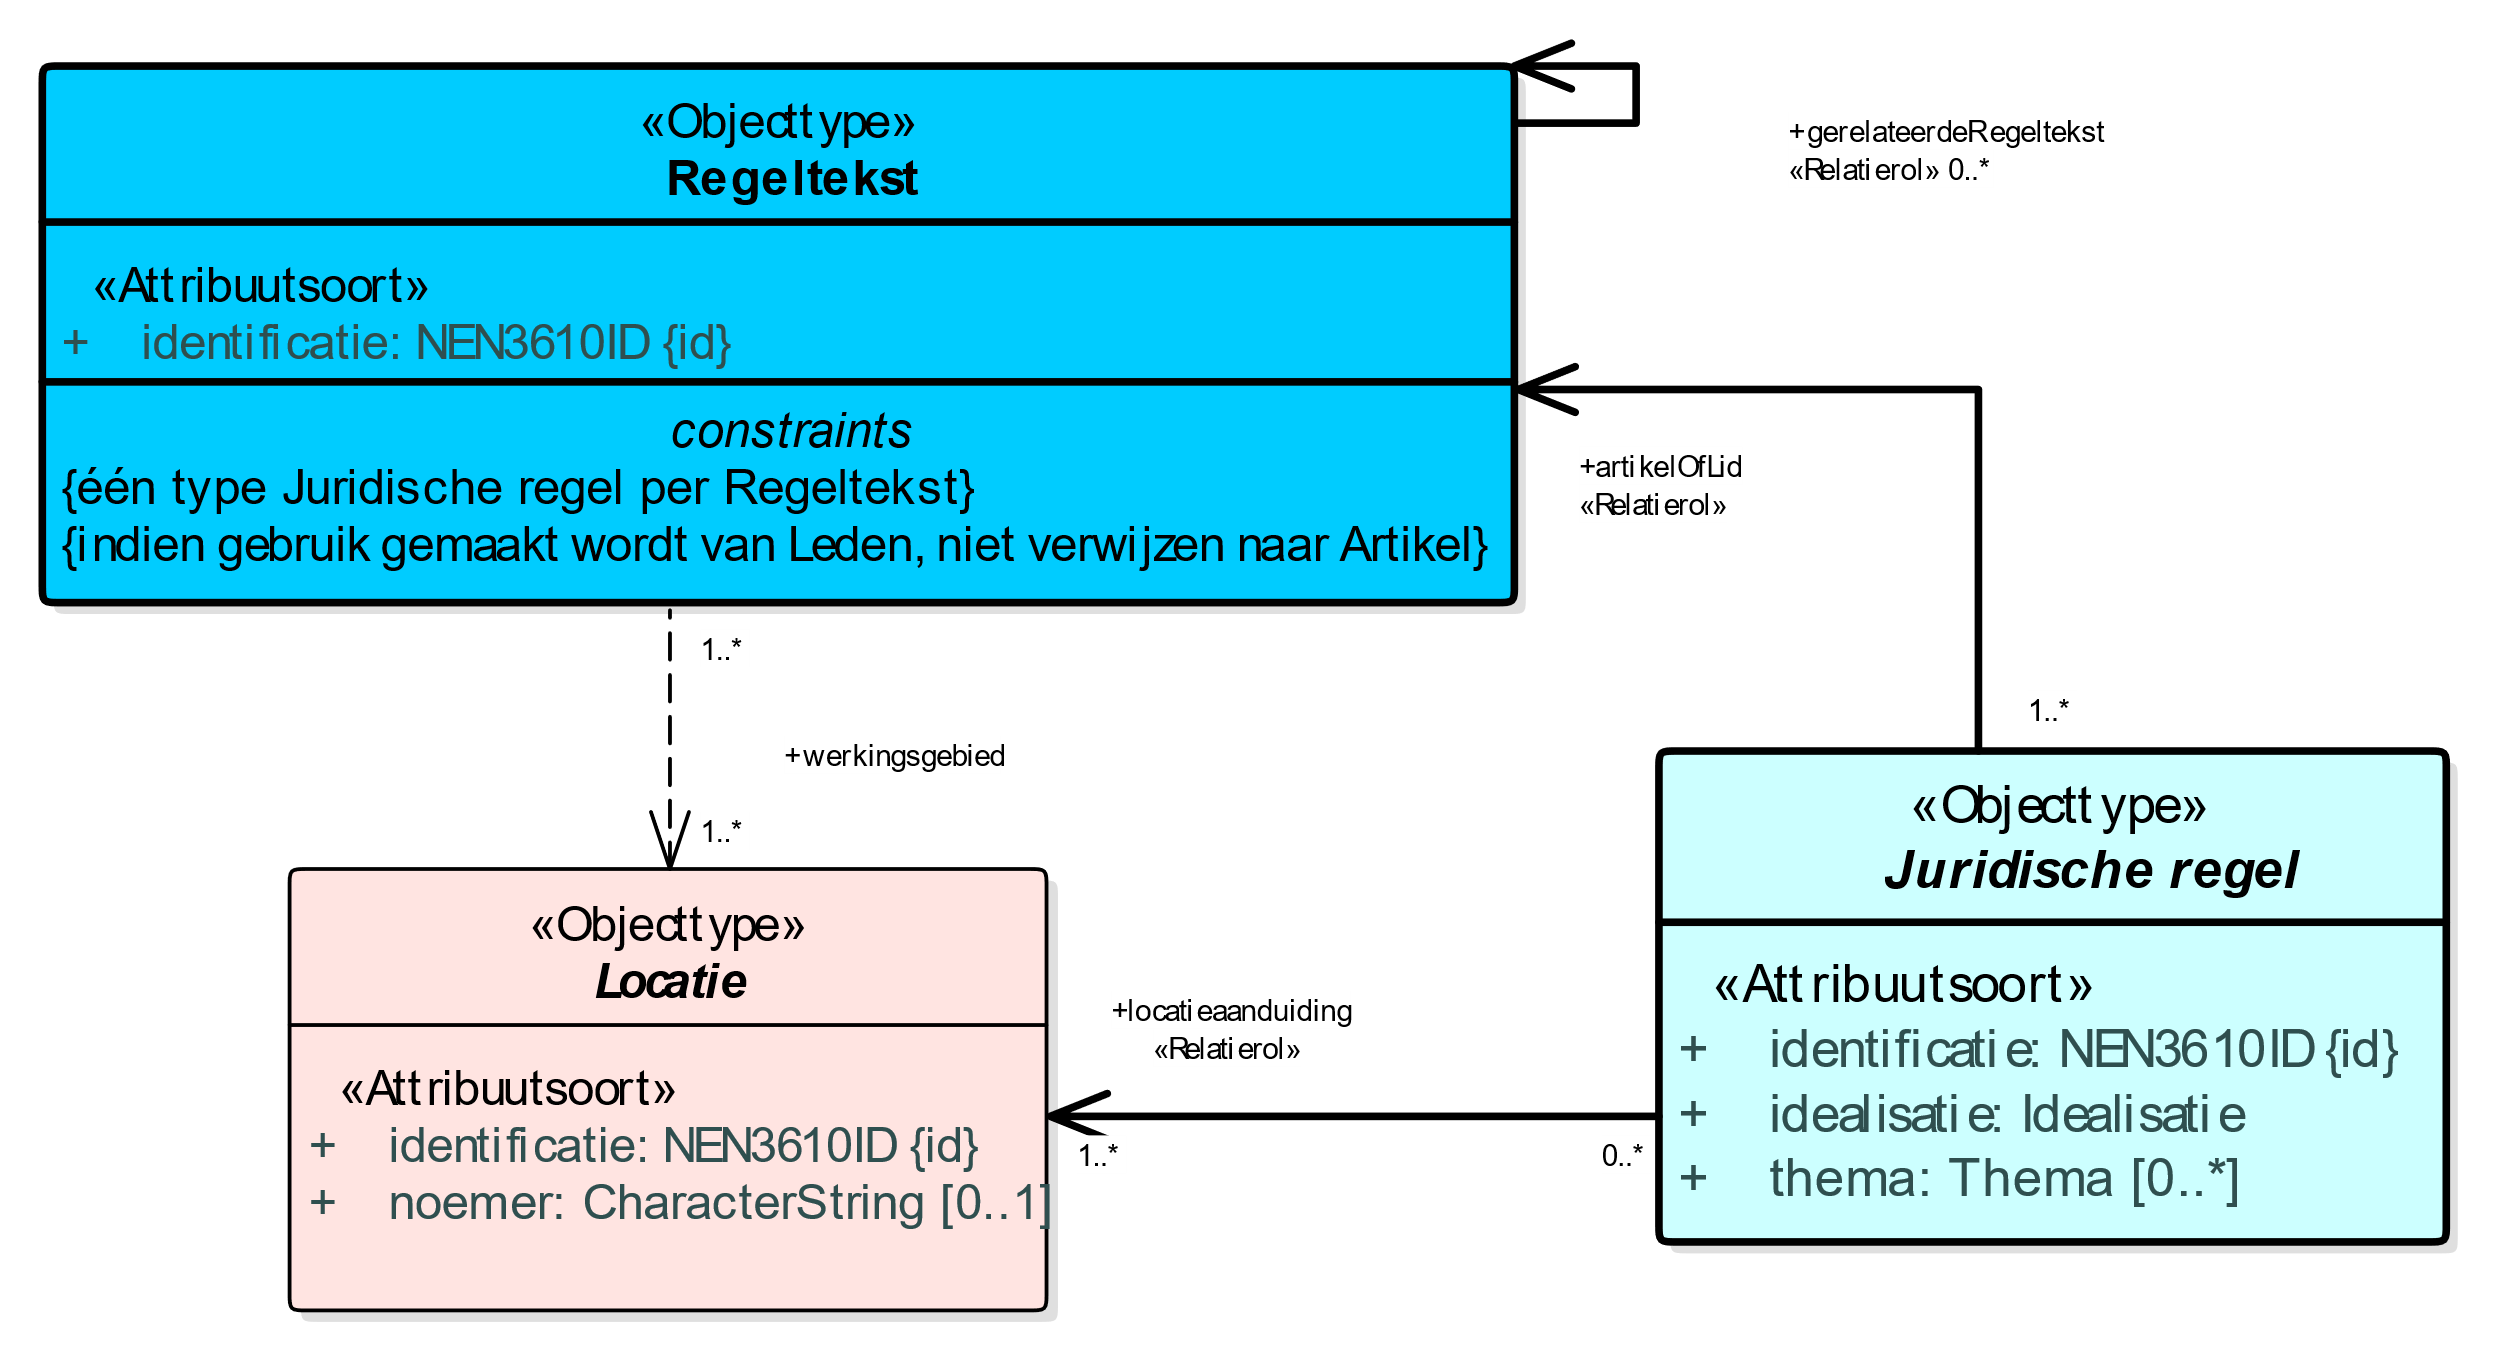 «Objecttype»
Regeltekst
«Attribuutsoort»
+ identificatie: NEN3610ID {id}
constraints
{één type Juridische regel per Regeltekst}
{indien gebruik gemaakt wordt van Leden, niet verwijzen naar Artikel}
+gerelateerdeRegeltekst
«Relatierol» 0..*
+artikelOfLid
«Relatierol»
1..*
1..*
+werkingsgebied
1..*
«Objecttype»
Juridische regel
«Attribuutsoort»
+ identificatie: NEN3610ID {id}
+ idealisatie: Idealisatie
+ thema: Thema [0..*]
«Objecttype»
Locatie
«Attribuutsoort»
+ identificatie: NEN3610ID {id}
+ noemer: CharacterString [0..1]
+locatieaanduiding
«Relatierol»
1..*
0..*